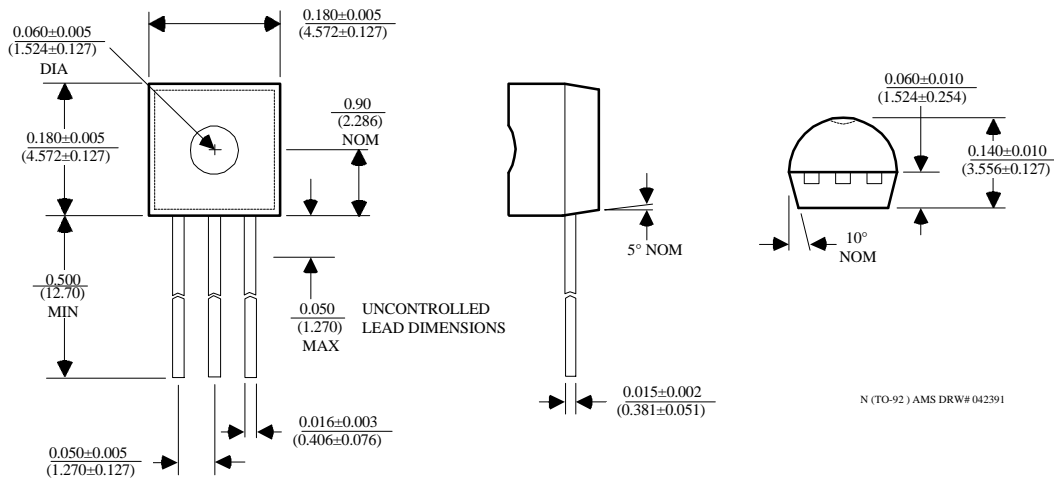 0.060±0.005
(1.524±0.127)
DIA
0.180±0.005
(4.572±0.127)
0.180±0.005
(4.572±0.127)
0.90
(2.286)
NOM
0.500
(12.70)
MIN
0.050
(1.270)
MAX
UNCONTROLLED
LEAD DIMENSIONS
0.016±0.003
(0.406±0.076)
0.050±0.005
(1.270±0.127)
5° NOM
0.015±0.002
(0.381±0.051)
0.060±0.010
(1.524±0.254)
0.140±0.010
(3.556±0.127)
10°
NOM
N (TO-92 ) AMS DRW# 042391